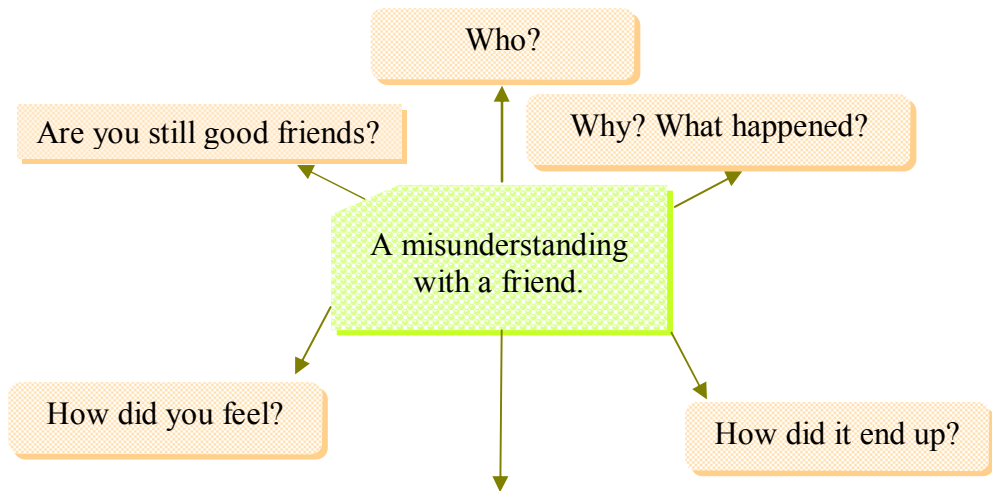 Who?
Are you still good friends?
Why? What happened?
A misunderstanding
with a friend.
How did you feel?
How did it end up?